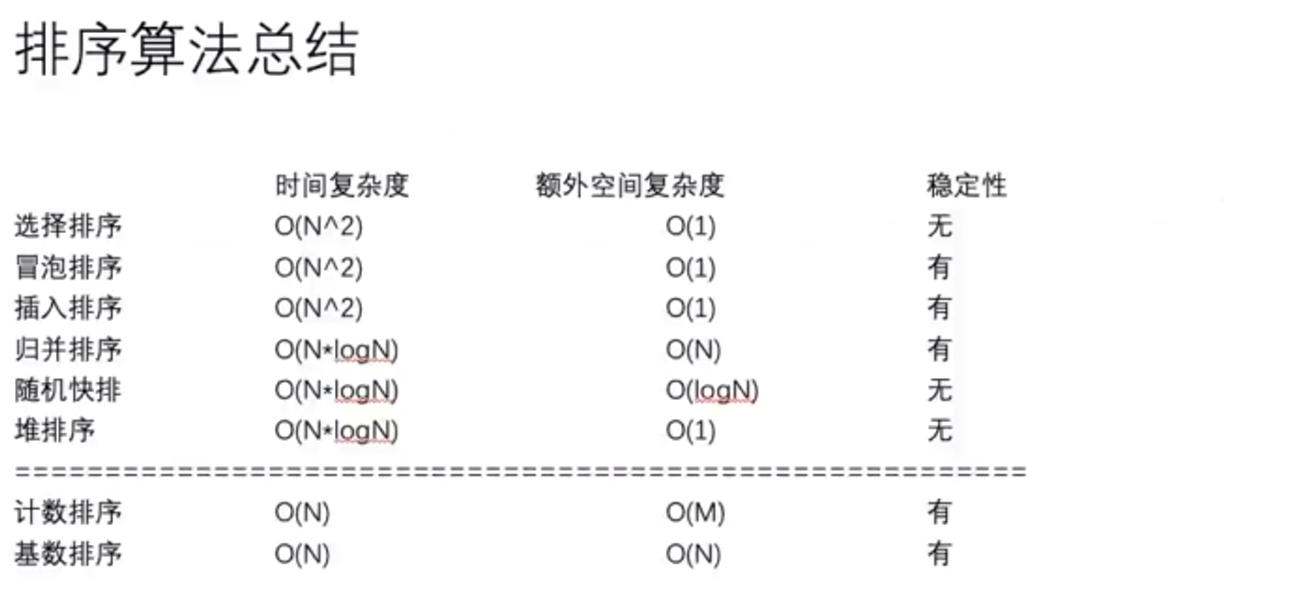 排序算法总结
时间复杂度 额外空间复杂度 稳定性
选择排序 O(N^2) O(1) 无
冒泡排序 O(N^2) O(1) 有
插入排序 O(N^2) O(1) 有
归并排序 O(N*logN) O(N) 有
随机快排 O(N*logN) O(logN) 无
堆排序 O(N*logN) O(1) 无
========================================================
计数排序 O(N) O(M) 有
基数排序 O(N) O(N) 有